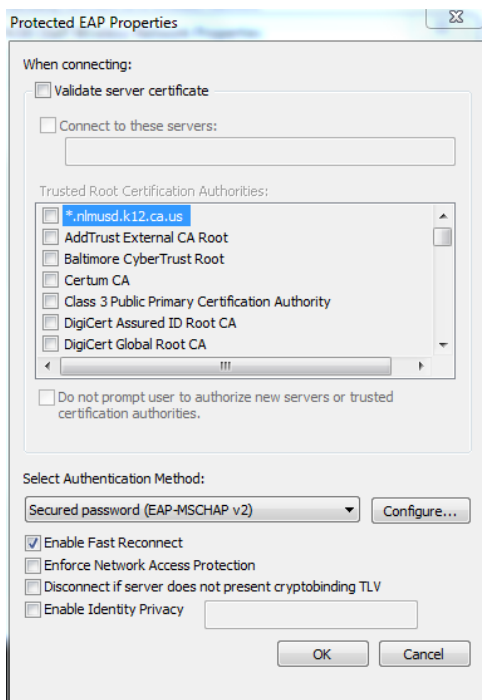 Protected EAP Properties
When connecting:
Validate server certificate
Connect to these servers:
Trusted Root Certification Authorities:
*.nlmusd.k12.ca.us
AddTrust External CA Root
Baltimore CyberTrust Root
Certum CA
Class 3 Public Primary Certification Authority
DigiCert Assured ID Root CA
DigiCert Global Root CA
Do not prompt user to authorize new servers or trusted
certification authorities.
Select Authentication Method:
Secured password (EAP-MSCHAP v2)
Configure...
Enable Fast Reconnect
Enforce Network Access Protection
Disconnect if server does not present cryptobinding TLV
Enable Identity Privacy
OK
Cancel